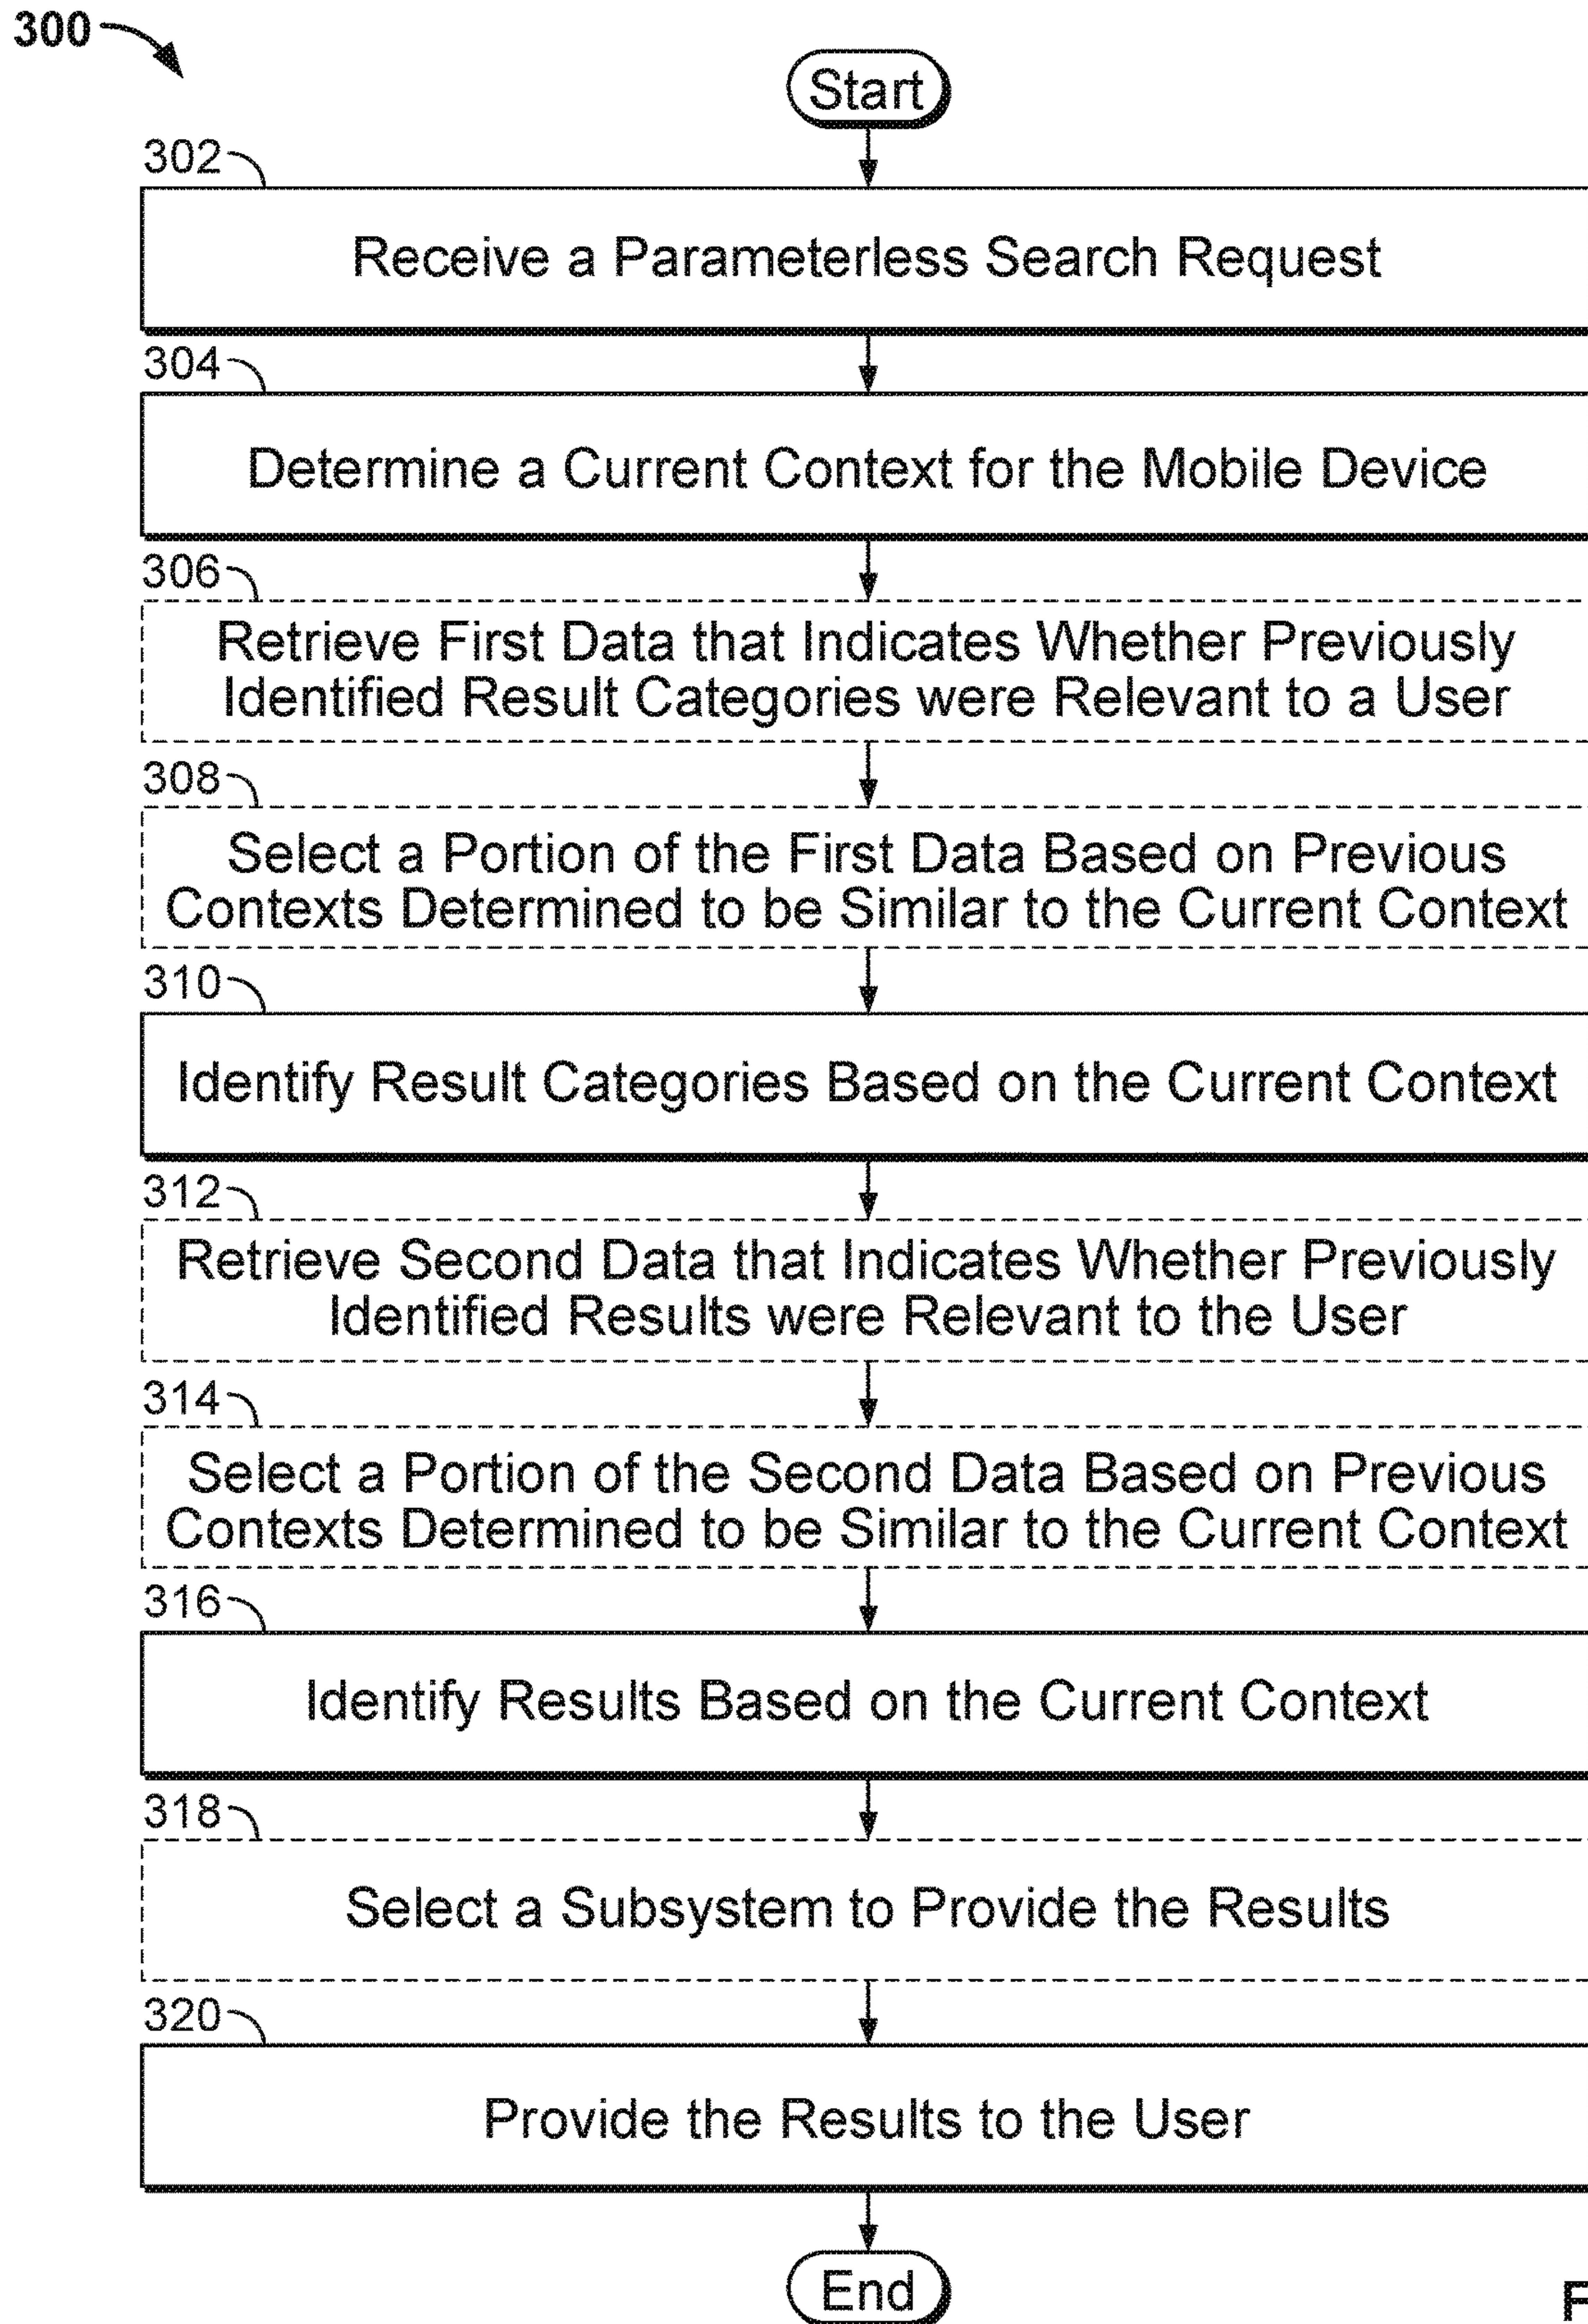 300
Start
302
Receive a Parameterless Search Request
304
Determine a Current Context for the Mobile Device
306
Retrieve First Data that Indicates Whether Previously
Identified Result Categories were Relevant to a User
308
Select a Portion of the First Data Based on Previous
Contexts Determined to be Similar to the Current Context
310
Identify Result Categories Based on the Current Context
312
Retrieve Second Data that Indicates Whether Previously
Identified Results were Relevant to the User
314
Select a Portion of the Second Data Based on Previous
Contexts Determined to be Similar to the Current Context
316
Identify Results Based on the Current Context
318
Select a Subsystem to Provide the Results
320
Provide the Results to the User
End